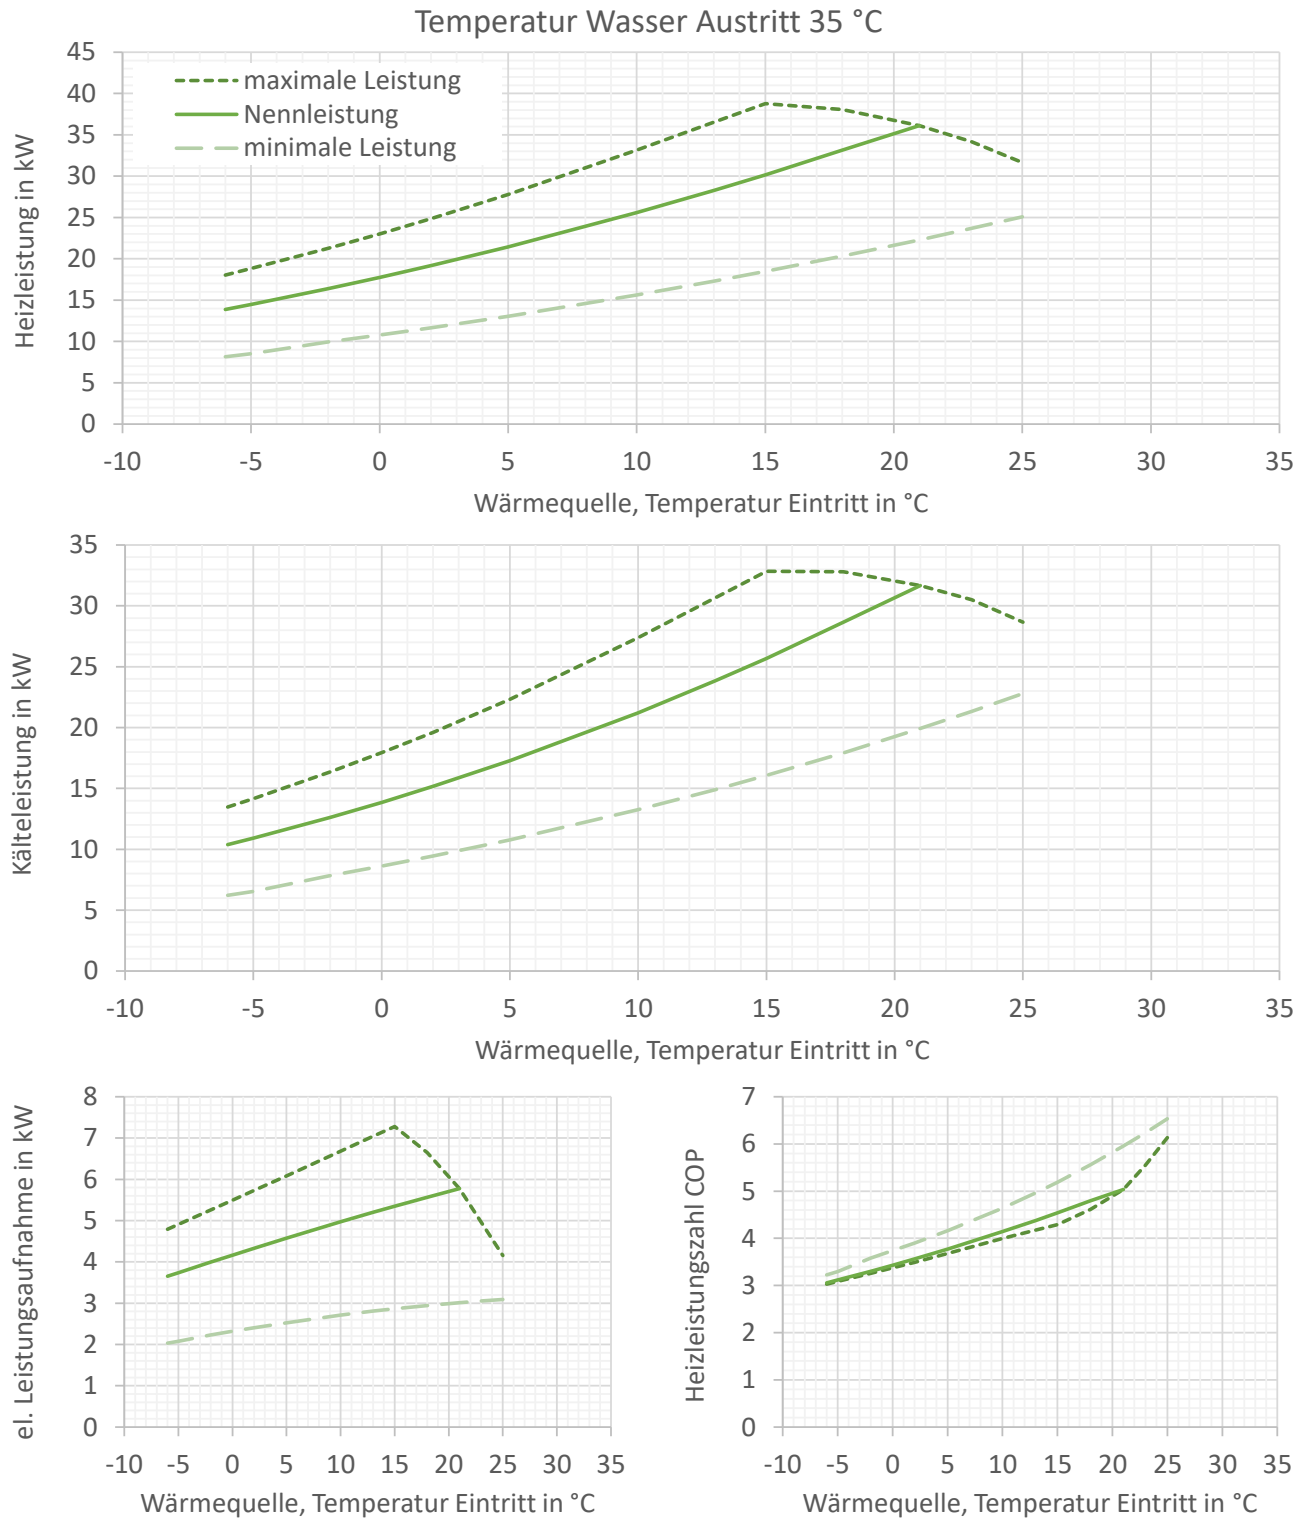 Temperatur Wasser Austritt 35 °C
Heizleistung in kW
45
40
35
30
25
20
15
10
5
0
maximale Leistung
Nennleistung
minimale Leistung
-10 -5 0 5 10 15 20 25 30 35
Wärmequelle, Temperatur Eintritt in °C
Kälteleistung in kW
35
30
25
20
15
10
5
0
-10 -5 0 5 10 15 20 25 30 35
Wärmequelle, Temperatur Eintritt in °C
el. Leistungsaufnahme in kW
8
7
6
5
4
3
2
1
0
-10 -5 0 5 10 15 20 25 30 35
Wärmequelle, Temperatur Eintritt in °C
Heizleistungszahl COP
7
6
5
4
3
2
1
0
-10 -5 0 5 10 15 20 25 30 35
Wärmequelle, Temperatur Eintritt in °C